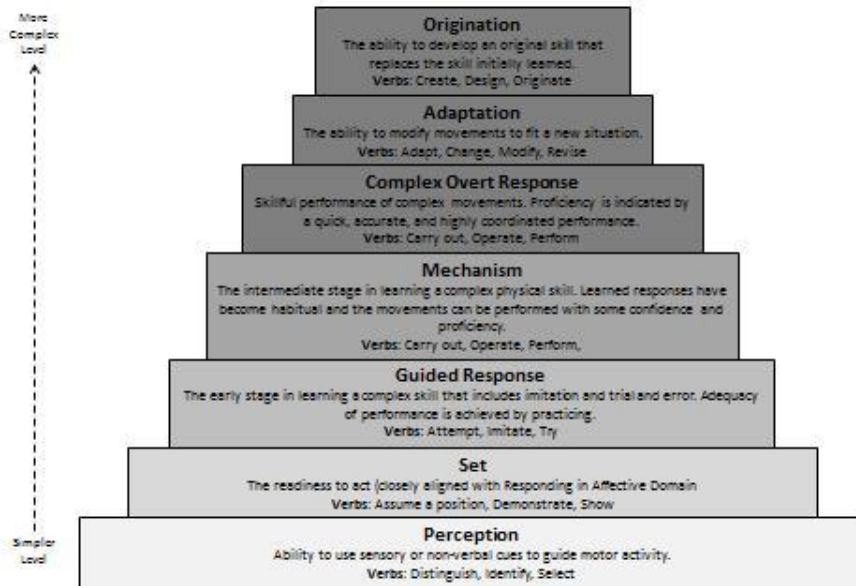 More
Complex
Level
Origination
The ability to develop an original skill that
replaces the skill initially learned.
Verbs: Create, Design, Originate
Adaptation
The ability to modify movements to fit a new situation.
Verbs: Adapt, Change, Modify, Revise
Complex Overt Response
Skillful performance of complex movements. Proficiency is indicated by
a quick, accurate, and highly coordinated performance.
Verbs: Carry out, Operate, Perform
Mechanism
The intermediate stage in learning a complex physical skill. Learned responses have
become habitual and the movements can be performed with some confidence and
proficiency.
Verbs: Carry out, Operate, Perform,
Guided Response
The early stage in learning a complex skill that includes imitation and trial and error. Adequacy
of performance is achieved by practicing.
Verbs: Attempt, Imitate, Try
Set
The readiness to act (closely aligned with Responding in Affective Domain
Verbs: Assume a position, Demonstrate, Show
Simpler
Level
Perception
Ability to use sensory or non-verbal cues to guide motor activity.
Verbs: Distinguish, Identify, Select